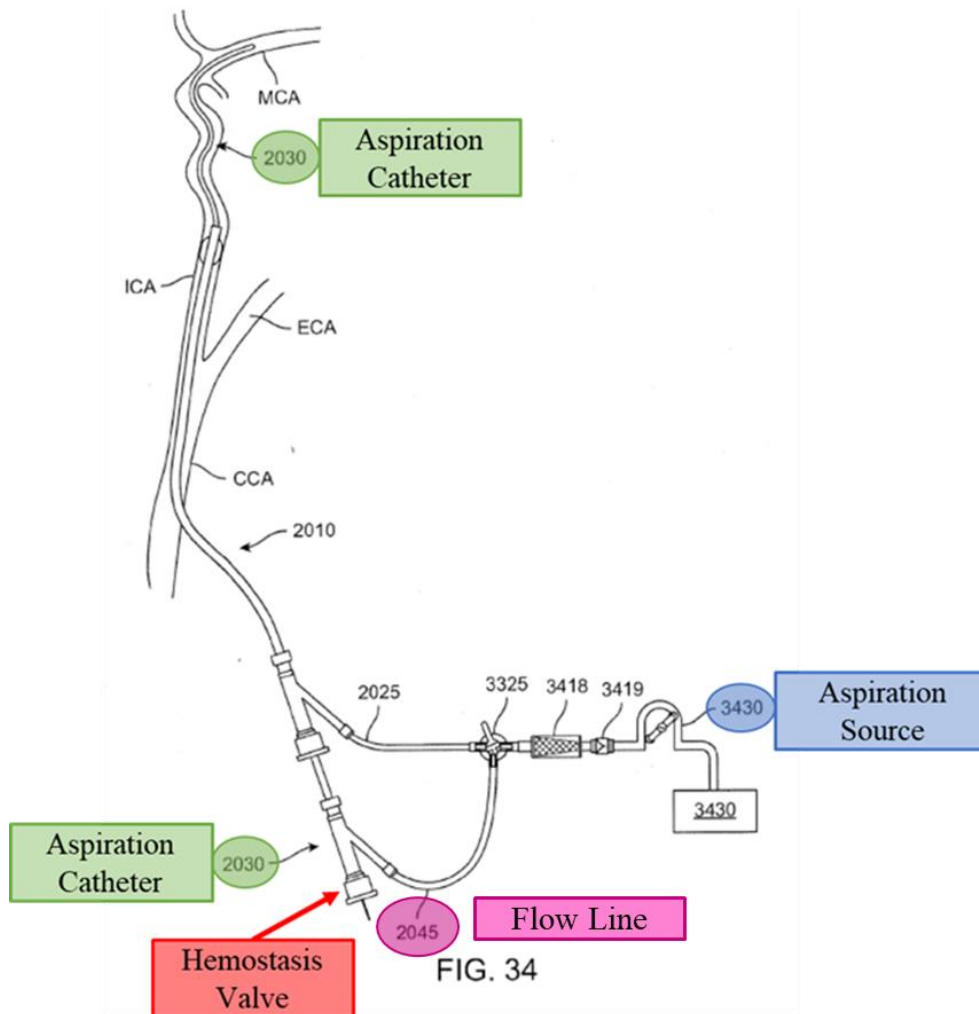 MCA
2030
Aspiration
Catheter
ICA
ECA
CCA
2010
2025
3325
3418
3419
3430
Aspiration
Source
3430
Aspiration
Catheter
2030
2045
Flow Line
Hemostasis
Valve
FIG. 34